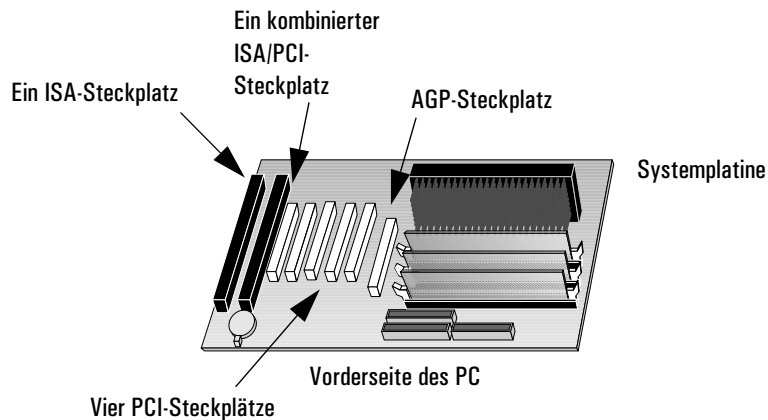 Ein kombinierter
ISA/PCI-
Steckplatz
Ein ISA-Steckplatz
AGP-Steckplatz
Systemplatine
Vorderseite des PC
Vier PCI-Steckplätze